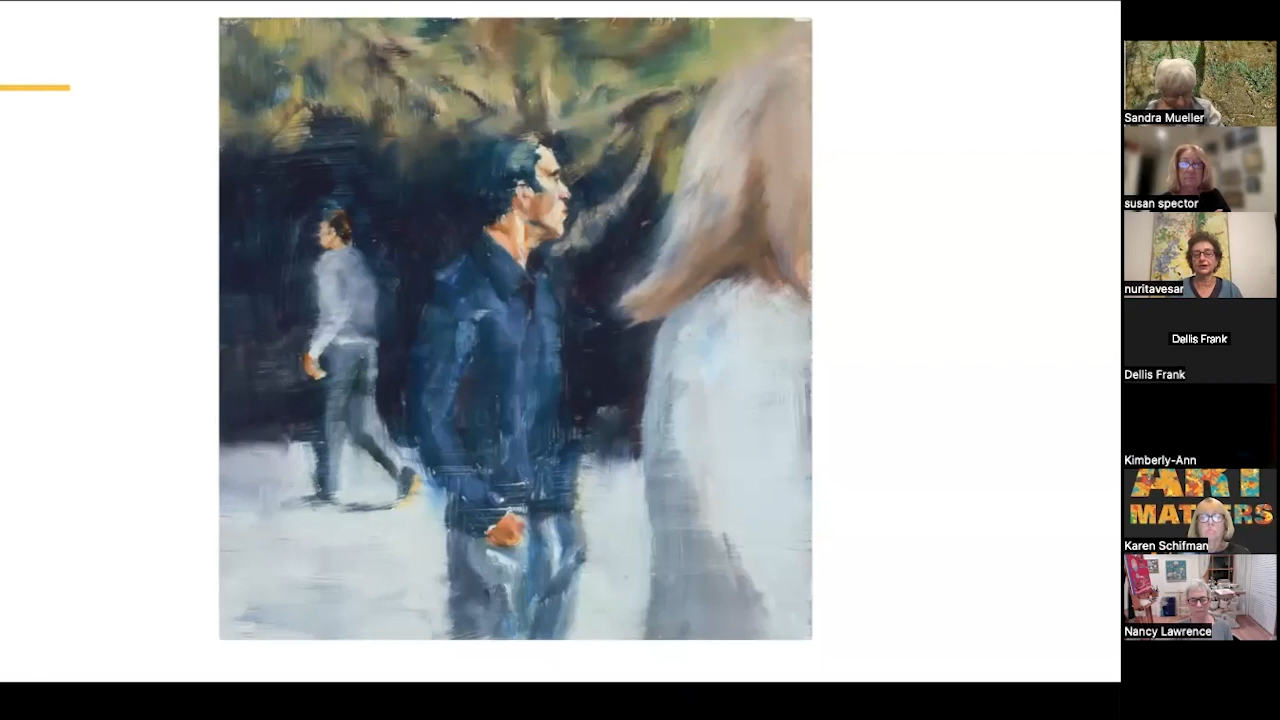 Sandra Mueller
susan spector
nuritavesar
Dellis Frank
Dellis Frank
Kimberly-Ann
ART
MATTERS
Karen Schifman
Nancy Lawrence